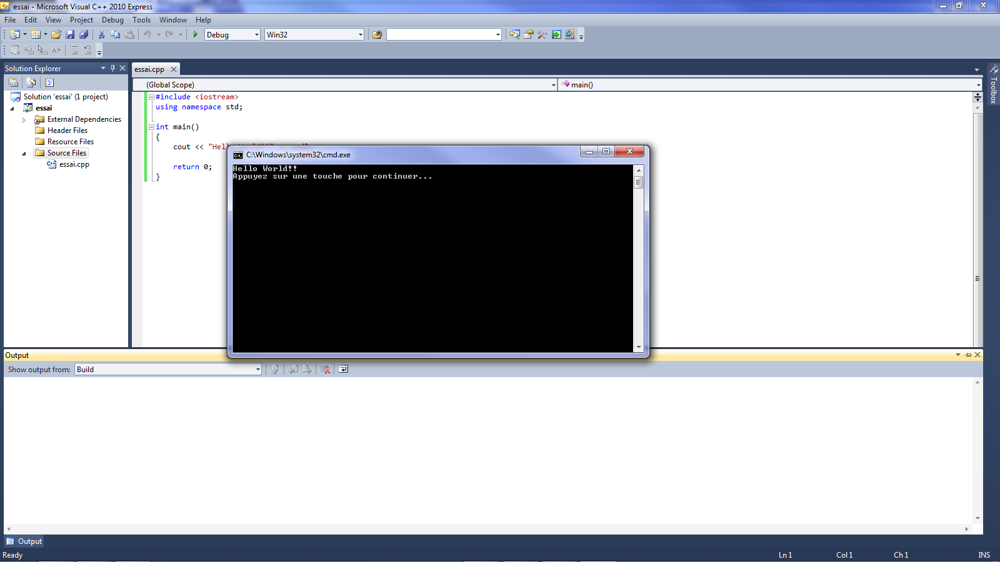 essai - Microsoft Visual C++ 2010 Express
File Edit View Project Debug Tools Window Help
Debug Win32
Solution Explorer
essai.cpp
(Global Scope)
main()
Toolbox
Solution 'essai' (1 project)
essai
External Dependencies
Header Files
Resource Files
Source Files
essai.cpp
#include <iostream>
using namespace std;
int main()
{
cout <<
return 0;
}
C:\Windows\system32\cmd.exe
Hello World!!
Appuyez sur une touche pour continuer...
Output
Show output from: Build
Output
Ready Ln 1 Col 1 Ch 1 INS